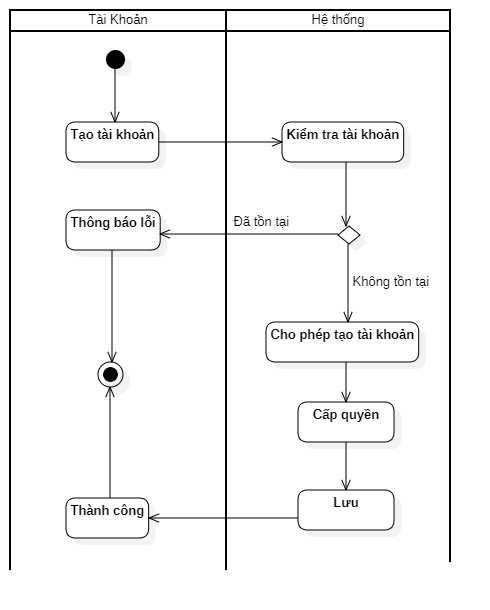 Tài Khoản
Hệ thống
Tạo tài khoản
Kiểm tra tài khoản
Thông báo lỗi
Đã tồn tại
Không tồn tại
Cho phép tạo tài khoản
Cấp quyền
Thành công
Lưu